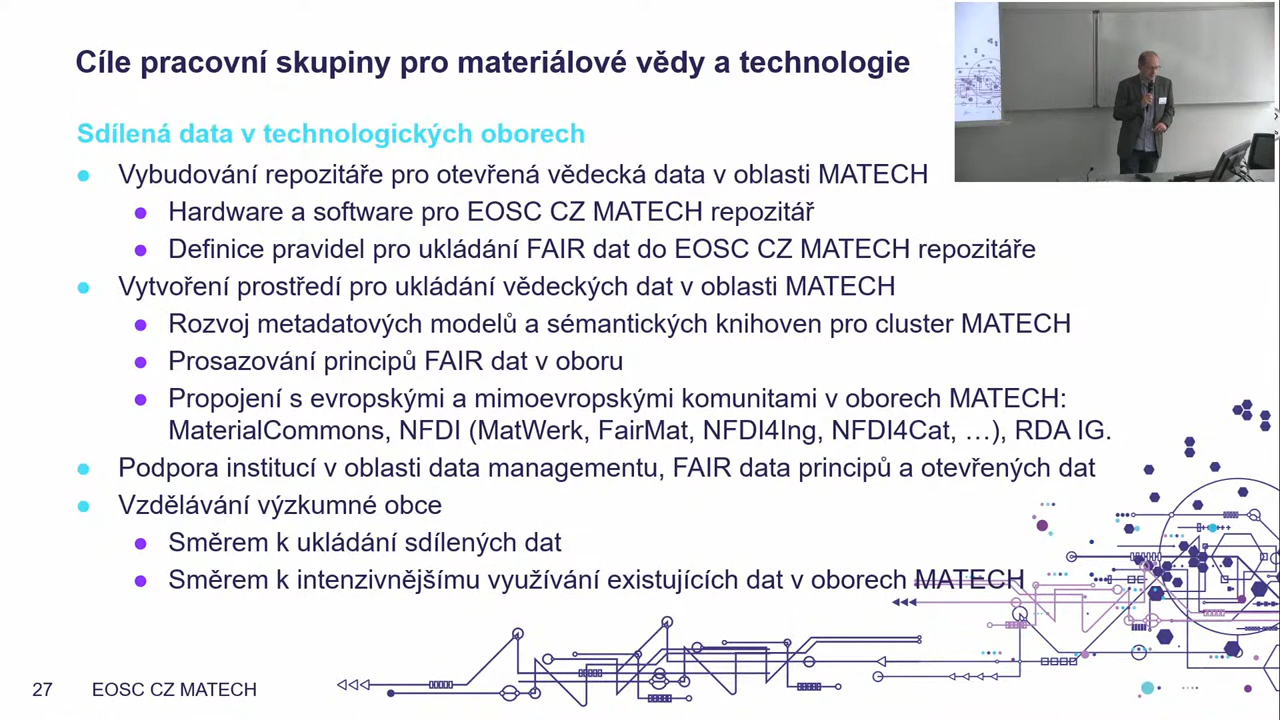 Cíle pracovní skupiny pro materiálové vědy a technologie
Sdílená data v technologických oborech
Vybudování repozitáře pro otevřená vědecká data v oblasti MATECH
Hardware a software pro EOSC CZ MATECH repozitář
Definice pravidel pro ukládání FAIR dat do EOSC CZ MATECH repozitáře
Vytvoření prostředí pro ukládání vědeckých dat v oblasti MATECH
Rozvoj metadatových modelů a sémantických knihoven pro cluster MATECH
Prosazování principů FAIR dat v oboru
Propojení s evropskými a mimoevropskými komunitami v oborech MATECH:
MaterialCommons, NFDI (MatWerk, FairMat, NFDI4Ing, NFDI4Cat, …), RDA IG.
Podpora institucí v oblasti data managementu, FAIR data principů a otevřených dat
Vzdělávání výzkumné obce
Směrem k ukládání sdílených dat
Směrem k intenzivnějšímu využívání existujících dat v oborech MATECH
27 EOSC CZ MATECH